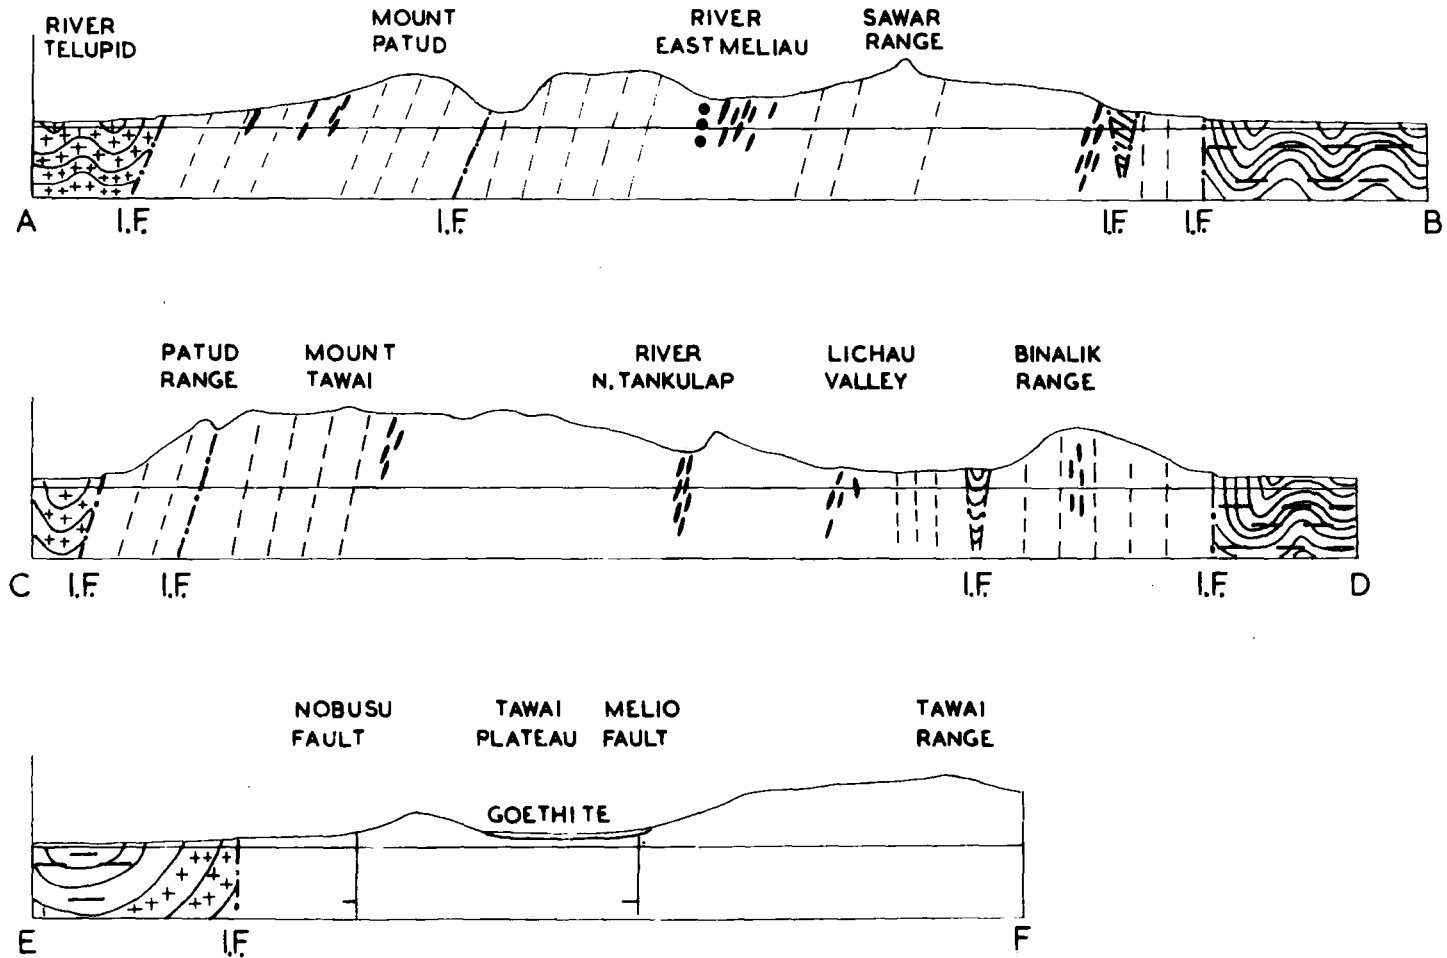 RIVER
TELUPID
MOUNT
PATUD
RIVER
EAST MELIAU
SAWAR
RANGE
A
I.F.
I.F.
I.F.
I.F.
B
PATUD
RANGE
MOUNT
TAWAI
RIVER
N. TANKULAP
LICHAU
VALLEY
BINALIK
RANGE
C
I.F.
I.F.
I.F.
I.F.
D
NOBUSU
FAULT
TAWAI
PLATEAU
MELIO
FAULT
TAWAI
RANGE
GOETHITE
E
I.F.
F